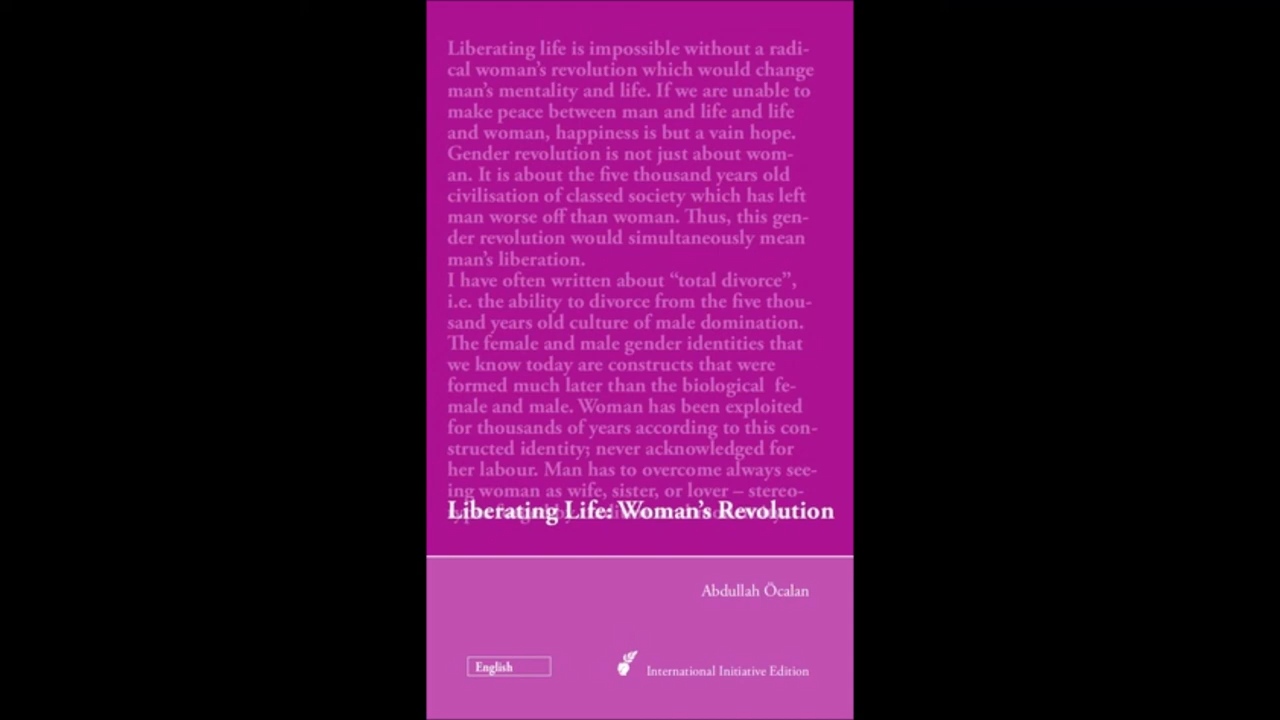 Liberating life is impossible without a radi-
cal woman's revolution which would change
man's mentality and life. If we are unable to
make peace between man and life and life
and woman, happiness is but a vain hope.
Gender revolution is not just about wom-
an. It is about the five thousand years old
civilisation of classed society which has left
man worse off than woman. Thus, this gen-
der revolution would simultaneously mean
man's liberation.
I have often written about “total divorce”,
i.e. the ability to divorce from the five thou-
sand years old culture of male domination.
The female and male gender identities that
we know today are constructs that were
formed much later than the biological fe-
male and male. Woman has been exploited
for thousands of years according to this con-
structed identity; never acknowledged for
her labour. Man has to overcome always see-
ing woman as wife, sister, or lover – stereo-
Liberating Life: Woman's Revolution
Abdullah Öcalan
English
International Initiative Edition